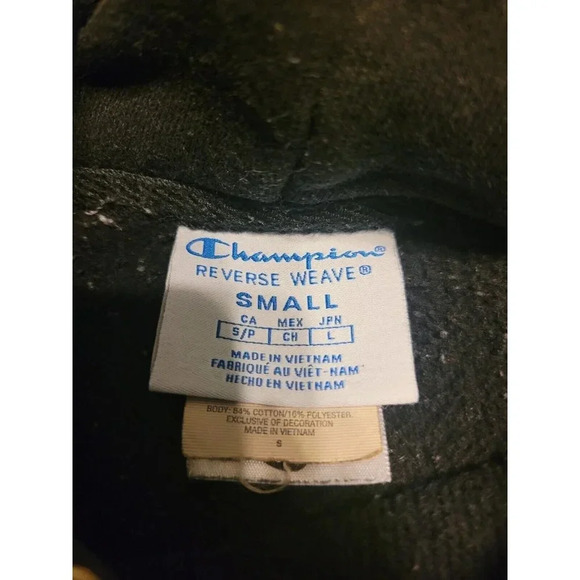 Champion®
REVERSE WEAVE®
SMALL
CA MEX JPN
S/P CH L
MADE IN VIETNAM
FABRIQUÉ AU VIÊT-NAM
HECHO EN VIETNAM
BODY: 84% COTTON/16% POLYESTER.
EXCLUSIVE OF DECORATION
MADE IN VIETNAM
S